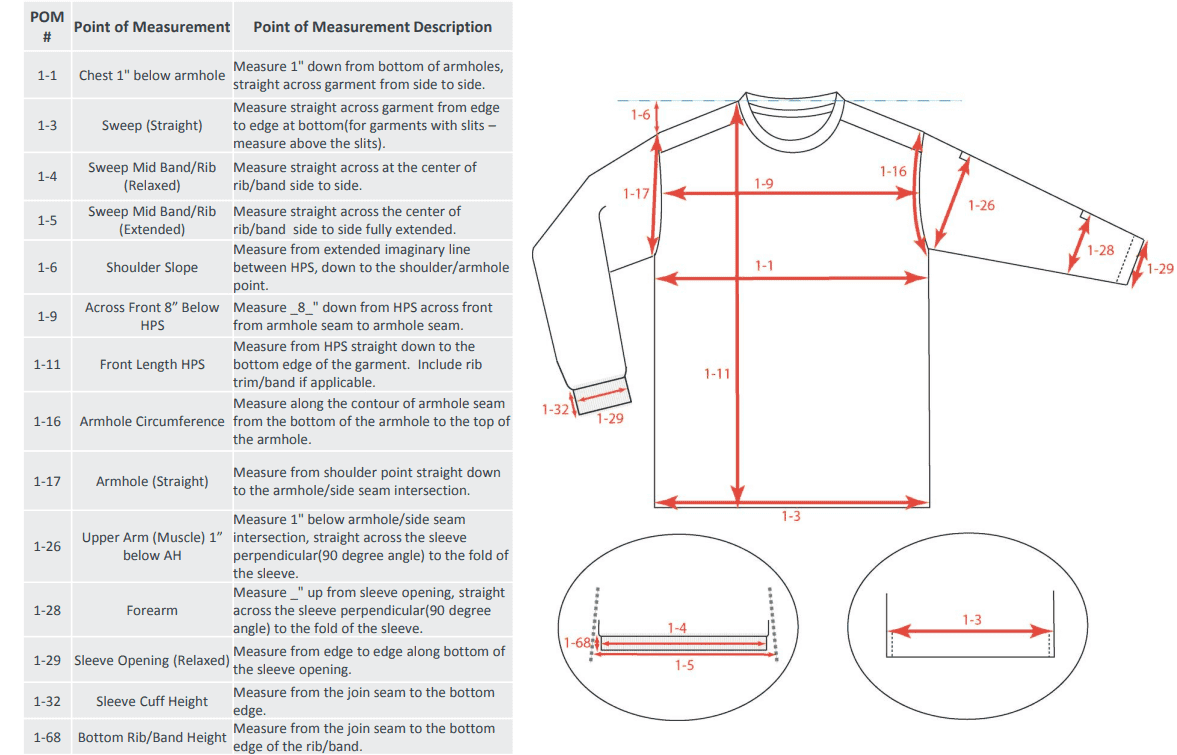 POM
#
Point of Measurement
Point of Measurement Description
1-1
Chest 1" below armhole
Measure 1" down from bottom of armholes,
straight across garment from side to side.
1-3
Sweep (Straight)
Measure straight across garment from edge
to edge at bottom(for garments with slits –
measure above the slits).
1-4
Sweep Mid Band/Rib
(Relaxed)
Measure straight across at the center of
rib/band side to side.
1-5
Sweep Mid Band/Rib
(Extended)
Measure straight across the center of
rib/band side to side fully extended.
1-6
Shoulder Slope
Measure from extended imaginary line
between HPS, down to the shoulder/armhole
point.
1-9
Across Front 8” Below
HPS
Measure _8_" down from HPS across front
from armhole seam to armhole seam.
1-11
Front Length HPS
Measure from HPS straight down to the
bottom edge of the garment. Include rib
trim/band if applicable.
1-16
Armhole Circumference
Measure along the contour of armhole seam
from the bottom of the armhole to the top of
the armhole.
1-17
Armhole (Straight)
Measure from shoulder point straight down
to the armhole/side seam intersection.
1-26
Upper Arm (Muscle) 1”
below AH
Measure 1" below armhole/side seam
intersection, straight across the sleeve
perpendicular(90 degree angle) to the fold of
the sleeve.
1-28
Forearm
Measure _" up from sleeve opening, straight
across the sleeve perpendicular(90 degree
angle) to the fold of the sleeve.
1-29
Sleeve Opening (Relaxed)
Measure from edge to edge along bottom of
the sleeve opening.
1-32
Sleeve Cuff Height
Measure from the join seam to the bottom
edge.
1-68
Bottom Rib/Band Height
Measure from the join seam to the bottom
edge of the rib/band.
1-6
1-16
1-9
1-17
1-26
1-28
1-1
1-29
1-11
1-32
1-29
1-3
1-4
1-68
1-5
1-3